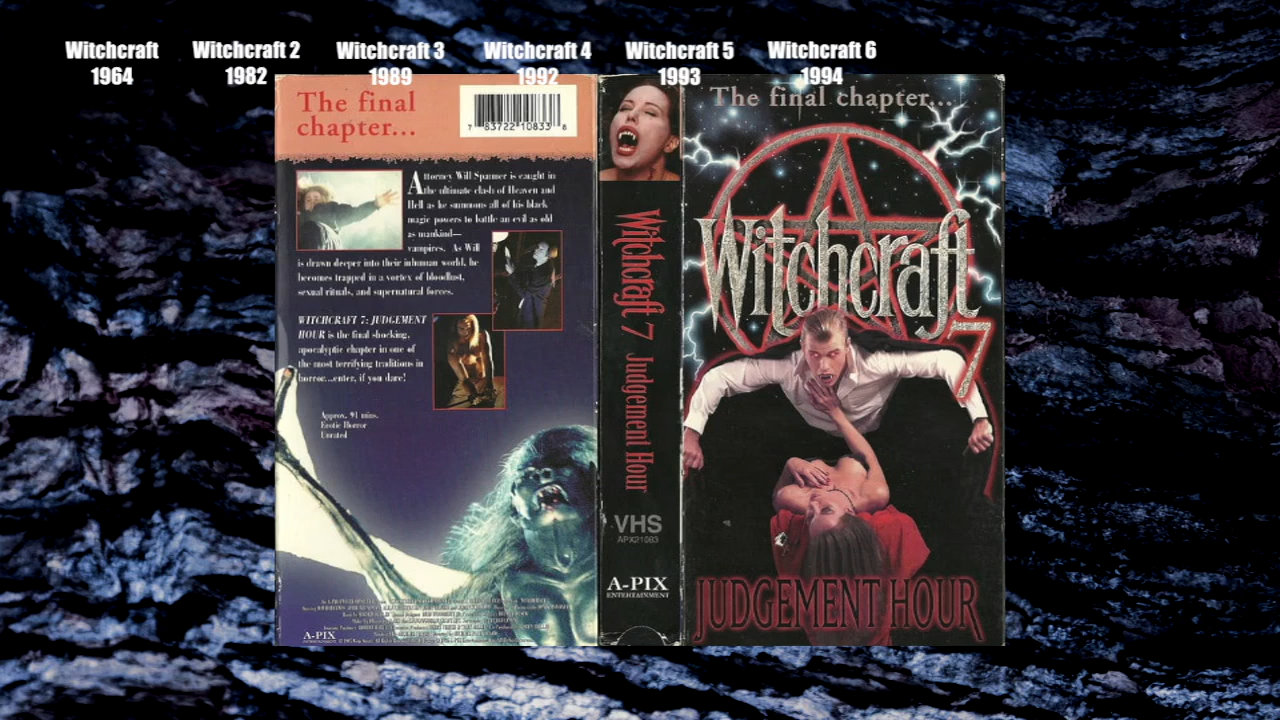 Witchcraft
1964
Witchcraft 2
1982
Witchcraft 3
1989
Witchcraft 4
1992
Witchcraft 5
1993
Witchcraft 6
1994
The final
chapter...
7 83722 10833 8
Attorney Will Spanner is caught in
the ultimate clash of Heaven and
Hell as he summons all of his black
magic powers to battle an evil as old
as mankind—
vampires. As Will
is drawn deeper into their inhuman world, he
becomes trapped in a vortex of bloodlust,
sexual rituals, and supernatural forces.
WITCHCRAFT 7: JUDGEMENT
HOUR is the final shocking,
apocalyptic chapter in one of
the most terrifying traditions in
horror...enter, if you dare!
Approx. 91 mins.
Erotic Horror
Unrated
A-PIX
Witchcraft 7 Judgement Hour
VHS
APX21083
A-PIX
ENTERTAINMENT
The final chapter...
Witchcraft
7
JUDGEMENT HOUR